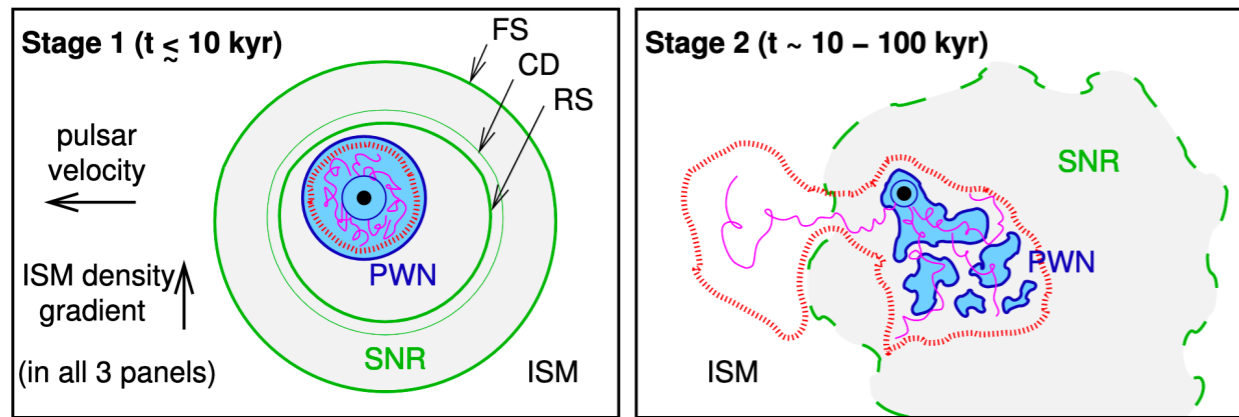 Stage 1 (t ≲ 10 kyr)
FS
CD
RS
pulsar
velocity
PWN
ISM density
gradient
SNR
(in all 3 panels)
ISM
Stage 2 (t ~ 10 – 100 kyr)
SNR
PWN
ISM